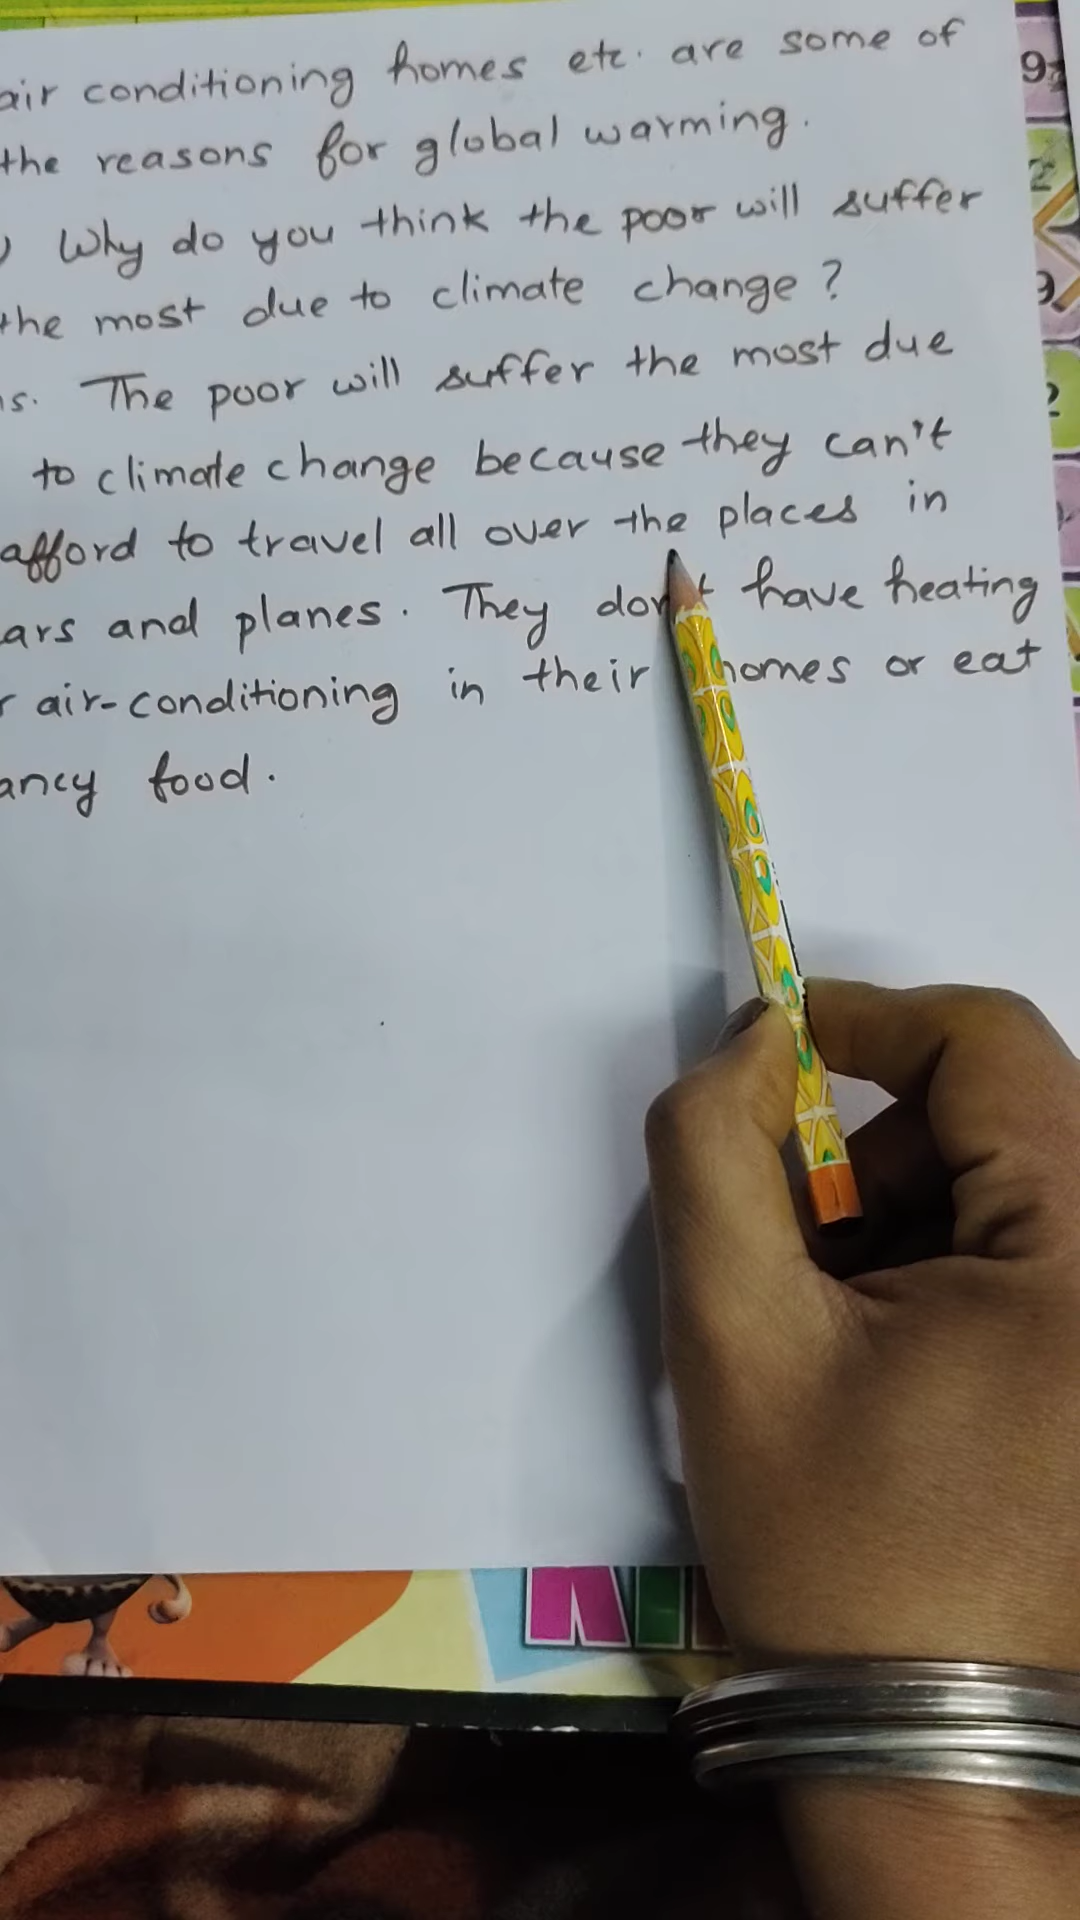 air conditioning homes etc. are some of
the reasons for global warming.
) Why do you think the poor will suffer
the most due to climate change?
ns. The poor will suffer the most due
to climate change because they can't
afford to travel all over the places in
ars and planes. They don't have heating
r air-conditioning in their homes or eat
ancy food.